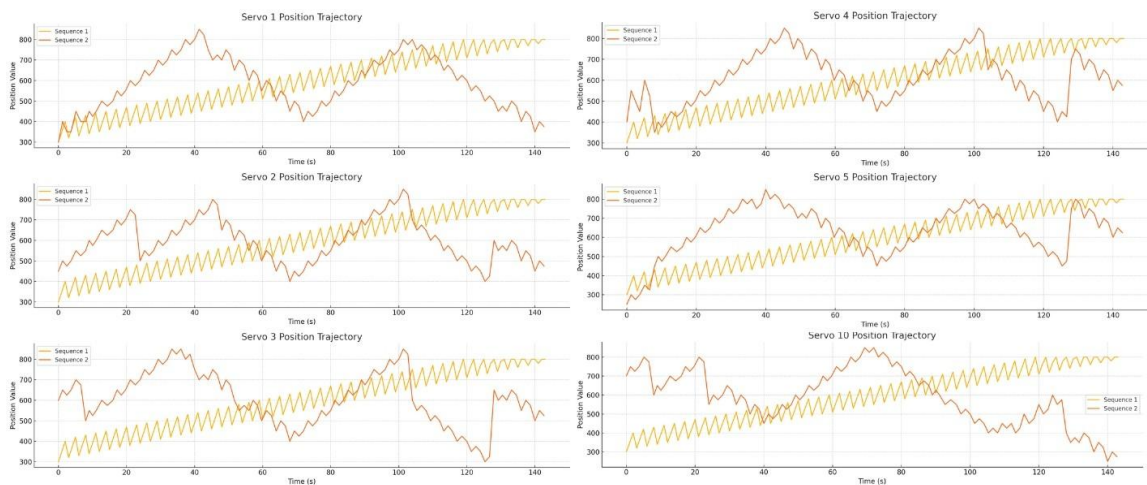 Servo 1 Position Trajectory
Sequence 1
Sequence 2
Position Value
800
700
600
500
400
300
0
20
40
60
80
100
120
140
Time (s)
Servo 4 Position Trajectory
Sequence 1
Sequence 2
Position Value
800
700
600
500
400
300
0
20
40
60
80
100
120
140
Time (s)
Servo 2 Position Trajectory
Sequence 1
Sequence 2
Position Value
800
700
600
500
400
300
0
20
40
60
80
100
120
140
Time (s)
Servo 5 Position Trajectory
Sequence 1
Sequence 2
Position Value
800
700
600
500
400
300
0
20
40
60
80
100
120
140
Time (s)
Servo 3 Position Trajectory
Sequence 1
Sequence 2
Position Value
800
700
600
500
400
300
0
20
40
60
80
100
120
140
Time (s)
Servo 10 Position Trajectory
Sequence 1
Sequence 2
Position Value
800
700
600
500
400
300
0
20
40
60
80
100
120
140
Time (s)